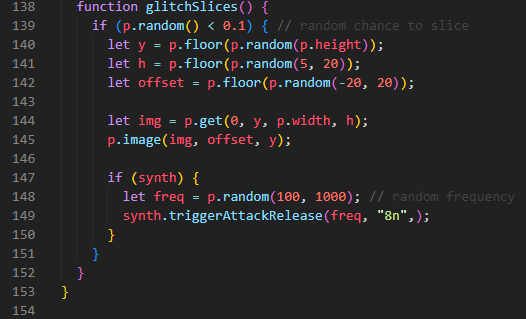 138 function glitchSlices() {
139 if (p.random() < 0.1) { // random chance to slice
140 let y = p.floor(p.random(p.height));
141 let h = p.floor(p.random(5, 20));
142 let offset = p.floor(p.random(-20, 20));
143
144 let img = p.get(0, y, p.width, h);
145 p.image(img, offset, y);
146
147 if (synth) {
148 let freq = p.random(100, 1000); // random frequency
149 synth.triggerAttackRelease(freq, "8n",);
150 }
151 }
152 }
153 }
154